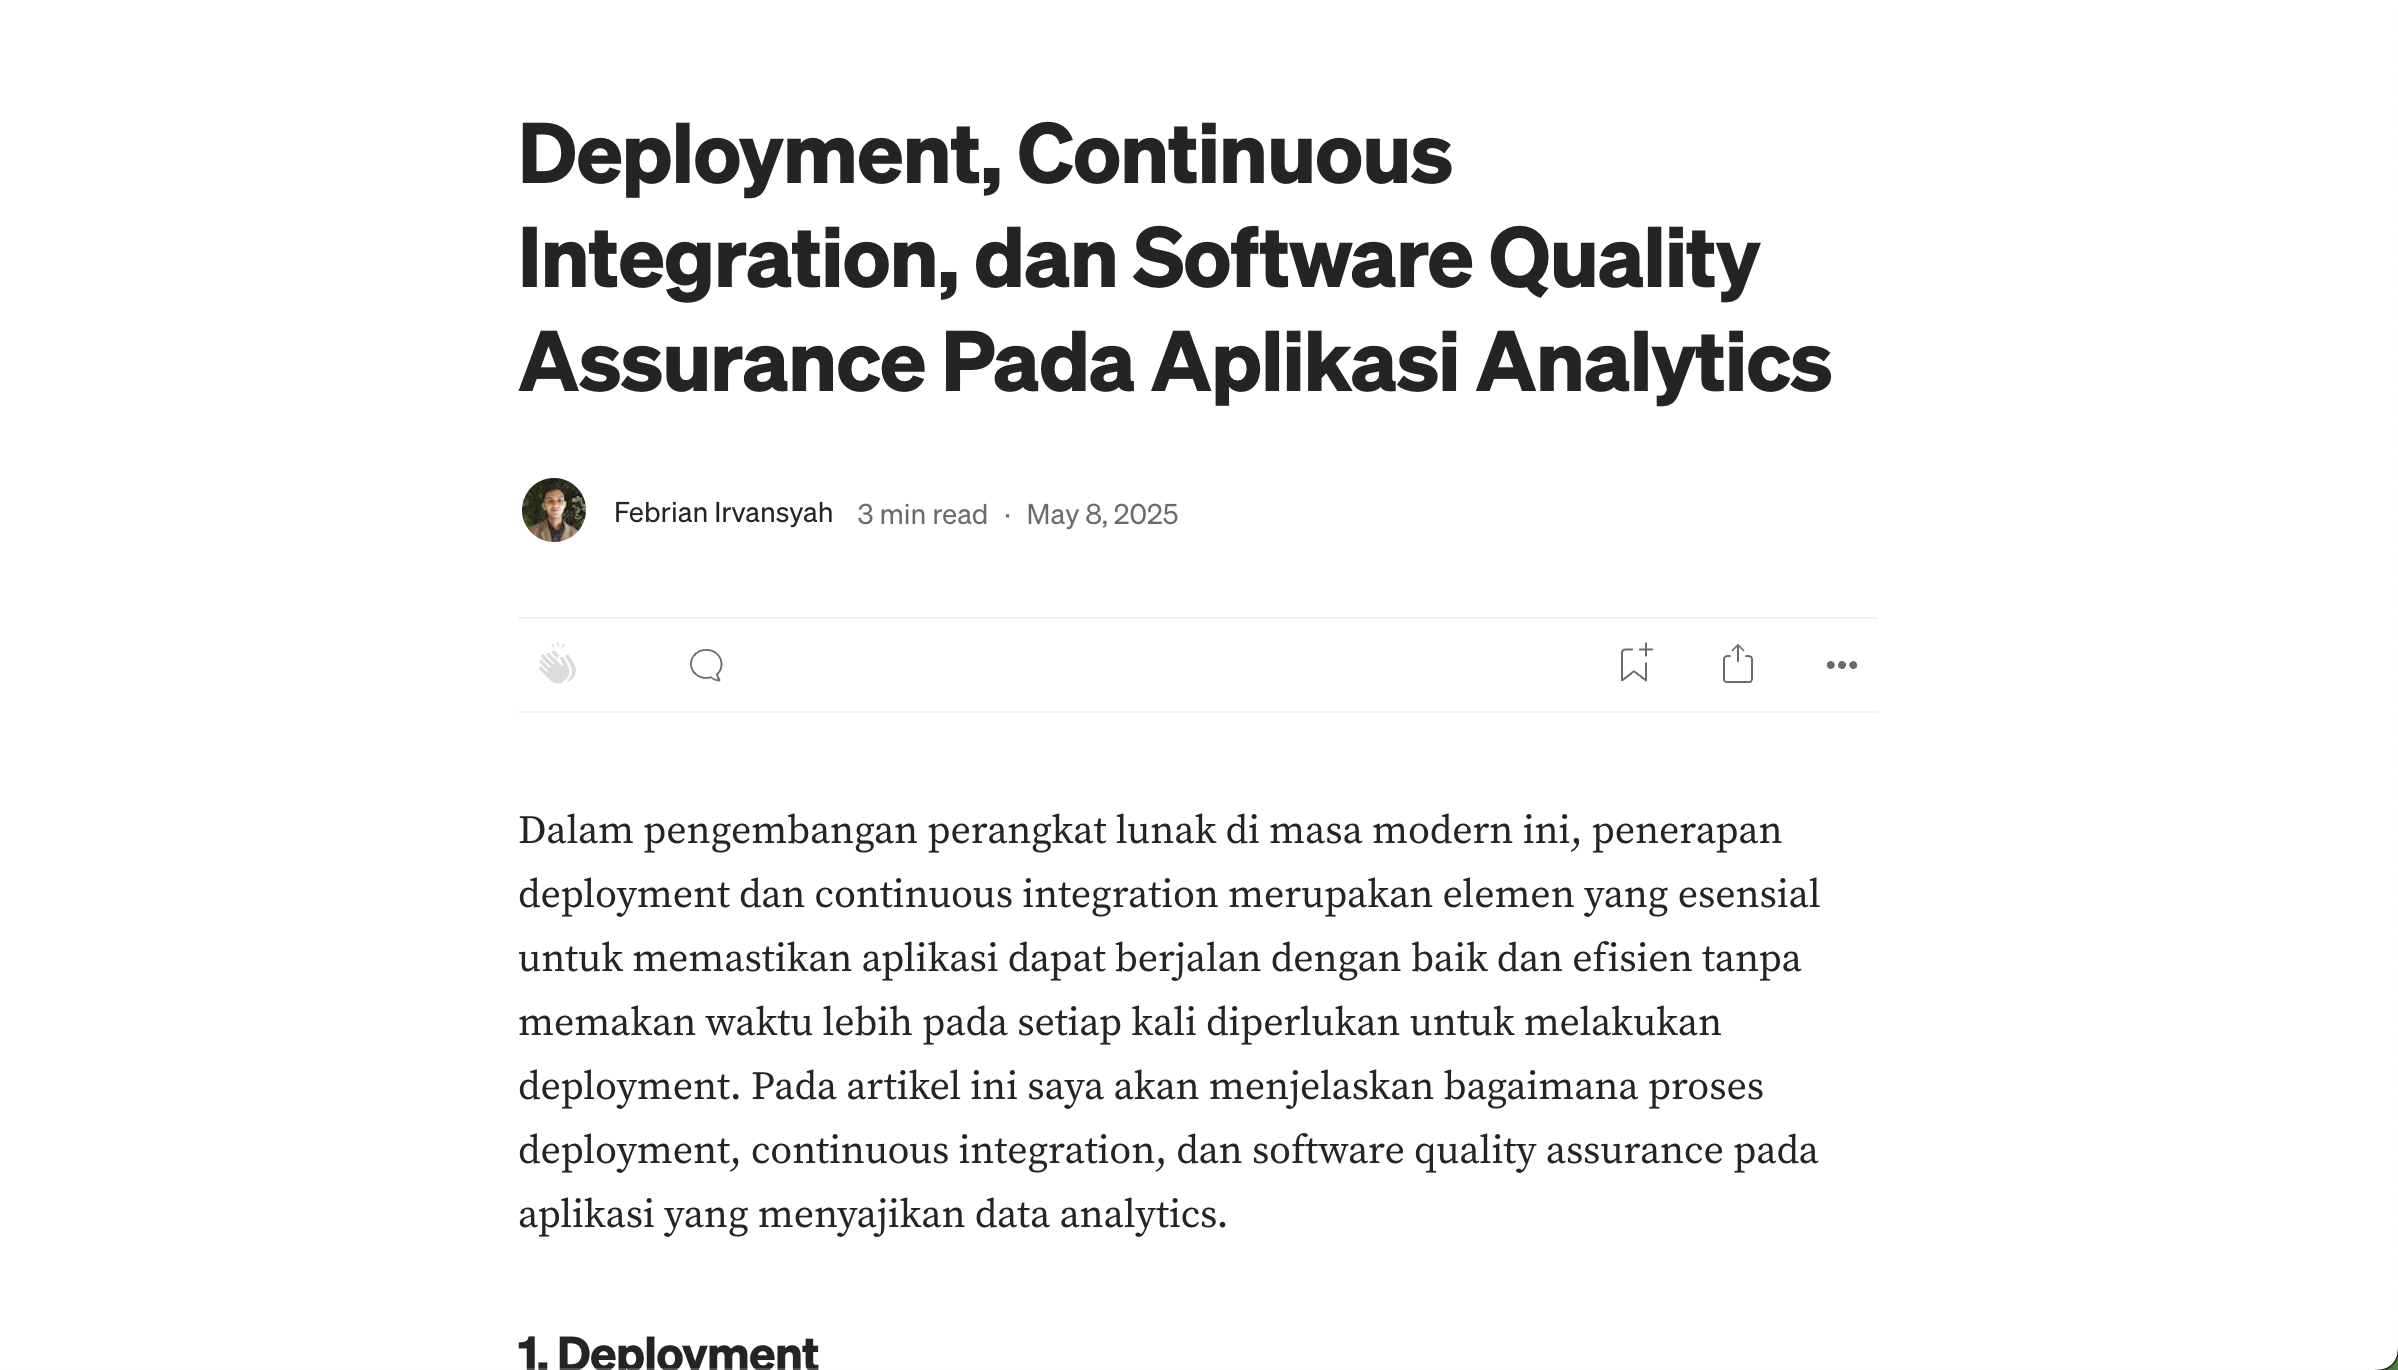 Deployment, Continuous
Integration, dan Software Quality
Assurance Pada Aplikasi Analytics
Febrian Irvansyah 3 min read · May 8, 2025
Dalam pengembangan perangkat lunak di masa modern ini, penerapan
deployment dan continuous integration merupakan elemen yang esensial
untuk memastikan aplikasi dapat berjalan dengan baik dan efisien tanpa
memakan waktu lebih pada setiap kali diperlukan untuk melakukan
deployment. Pada artikel ini saya akan menjelaskan bagaimana proses
deployment, continuous integration, dan software quality assurance pada
aplikasi yang menyajikan data analytics.
1. Deployment